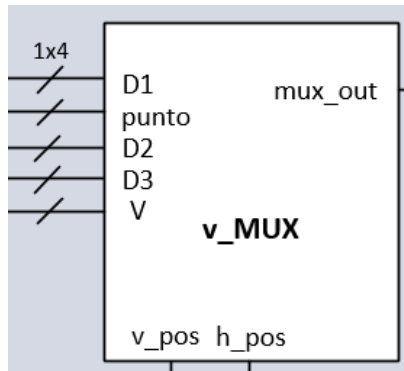 1x4
D1
mux_out
punto
D2
D3
V
v_MUX
v_pos h_pos